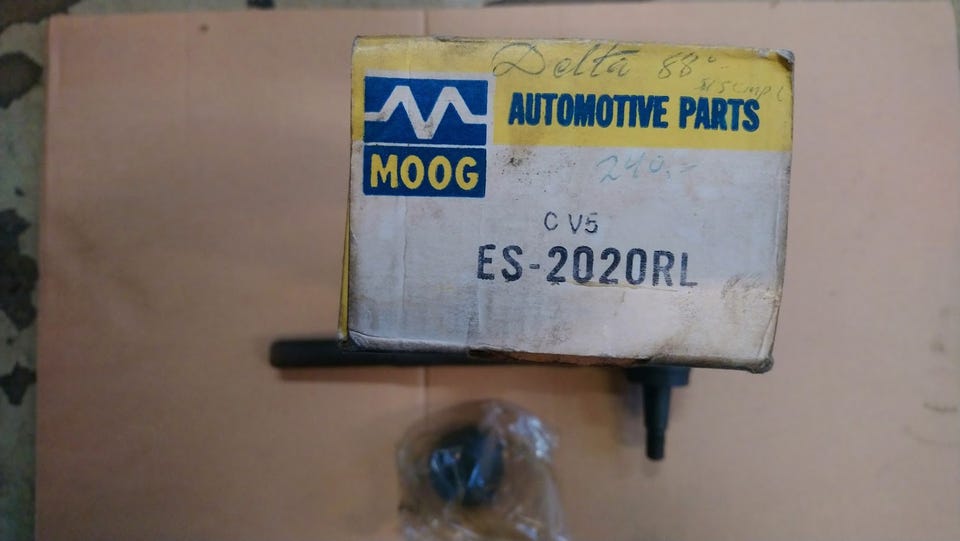 Delta 88
AUTOMOTIVE PARTS
MOOG
240.-
C V5
ES-2020RL